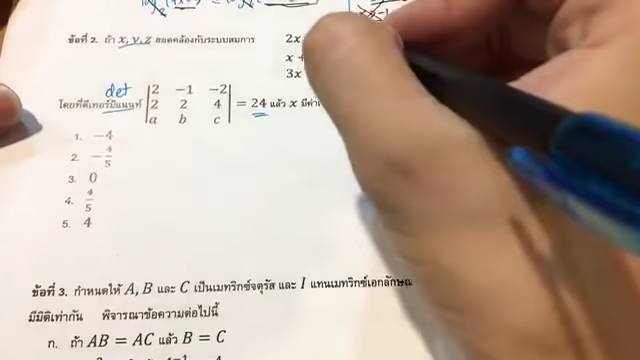 ข้อที่ 2. ถ้า x, y, z สอดคล้องกับระบบสมการ 2x
x +
3x
det
โดยที่ดีเทอร์มิแนนท์ |2 −1 −2| = 24 แล้ว x มีค่า
|2 2 4|
|a b c|
1. −4
2. −4/5
3. 0
4. 4/5
5. 4
ข้อที่ 3. กำหนดให้ A, B และ C เป็นเมทริกซ์จตุรัส และ I แทนเมทริกซ์เอกลักษณ
มีมิติเท่ากัน พิจารณาข้อความต่อไปนี้
ก. ถ้า AB = AC แล้ว B = C